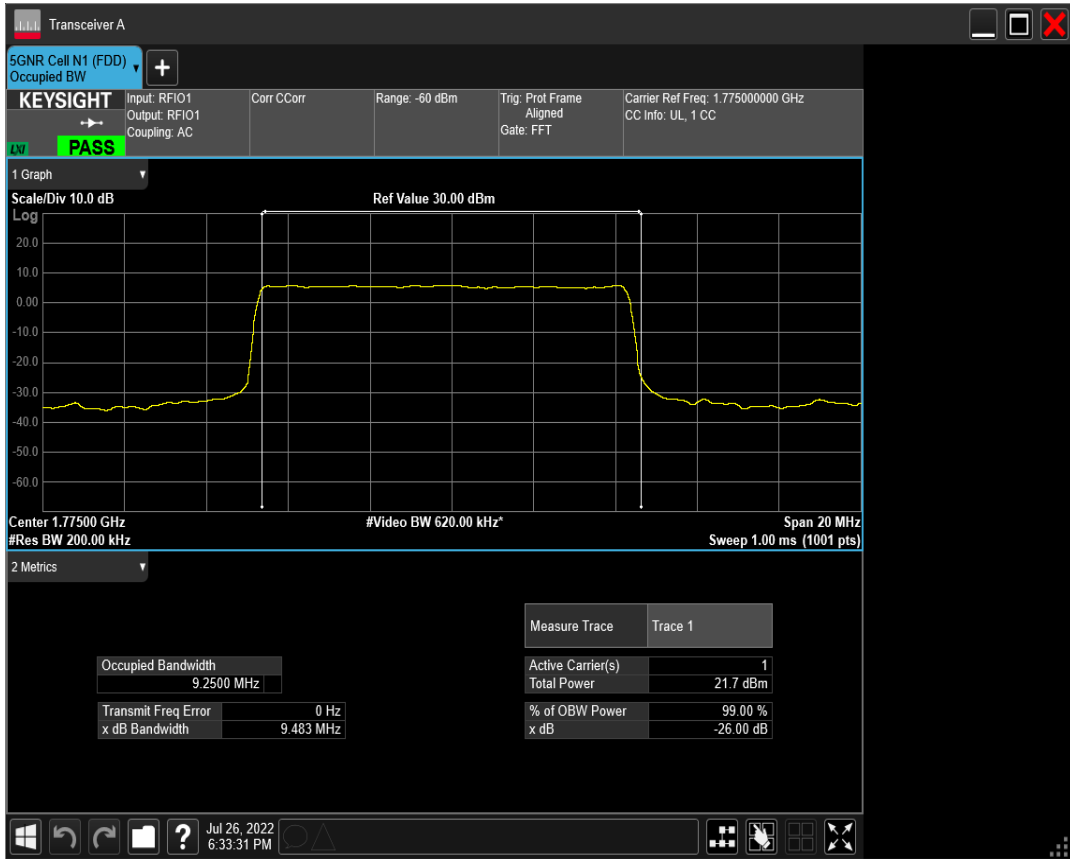 Transceiver A
5GNR Cell N1 (FDD)
Occupied BW
+
KEYSIGHT
LXI
PASS
Input: RFIO1
Output: RFIO1
Coupling: AC
Corr CCorr
Range: -60 dBm
Trig: Prot Frame
Aligned
Gate: FFT
Carrier Ref Freq: 1.775000000 GHz
CC Info: UL, 1 CC
1 Graph
Scale/Div 10.0 dB
Ref Value 30.00 dBm
Log
20.0
10.0
0.00
-10.0
-20.0
-30.0
-40.0
-50.0
-60.0
Center 1.77500 GHz
#Video BW 620.00 kHz*
Span 20 MHz
#Res BW 200.00 kHz
Sweep 1.00 ms (1001 pts)
2 Metrics
Measure Trace Trace 1
Occupied Bandwidth
9.2500 MHz
Active Carrier(s) 1
Total Power 21.7 dBm
Transmit Freq Error 0 Hz
x dB Bandwidth 9.483 MHz
% of OBW Power 99.00 %
x dB -26.00 dB
?
Jul 26, 2022
6:33:31 PM